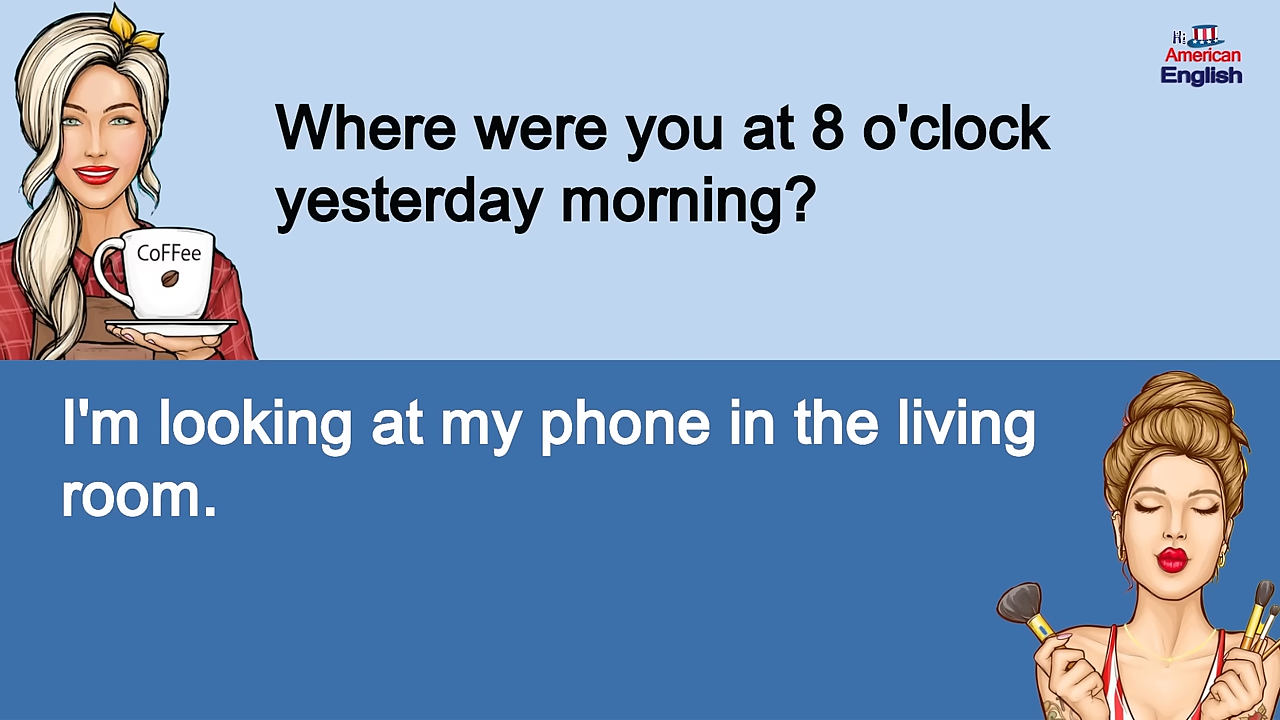 Hi
American
English
Where were you at 8 o'clock
yesterday morning?
CoFFee
I'm looking at my phone in the living
room.